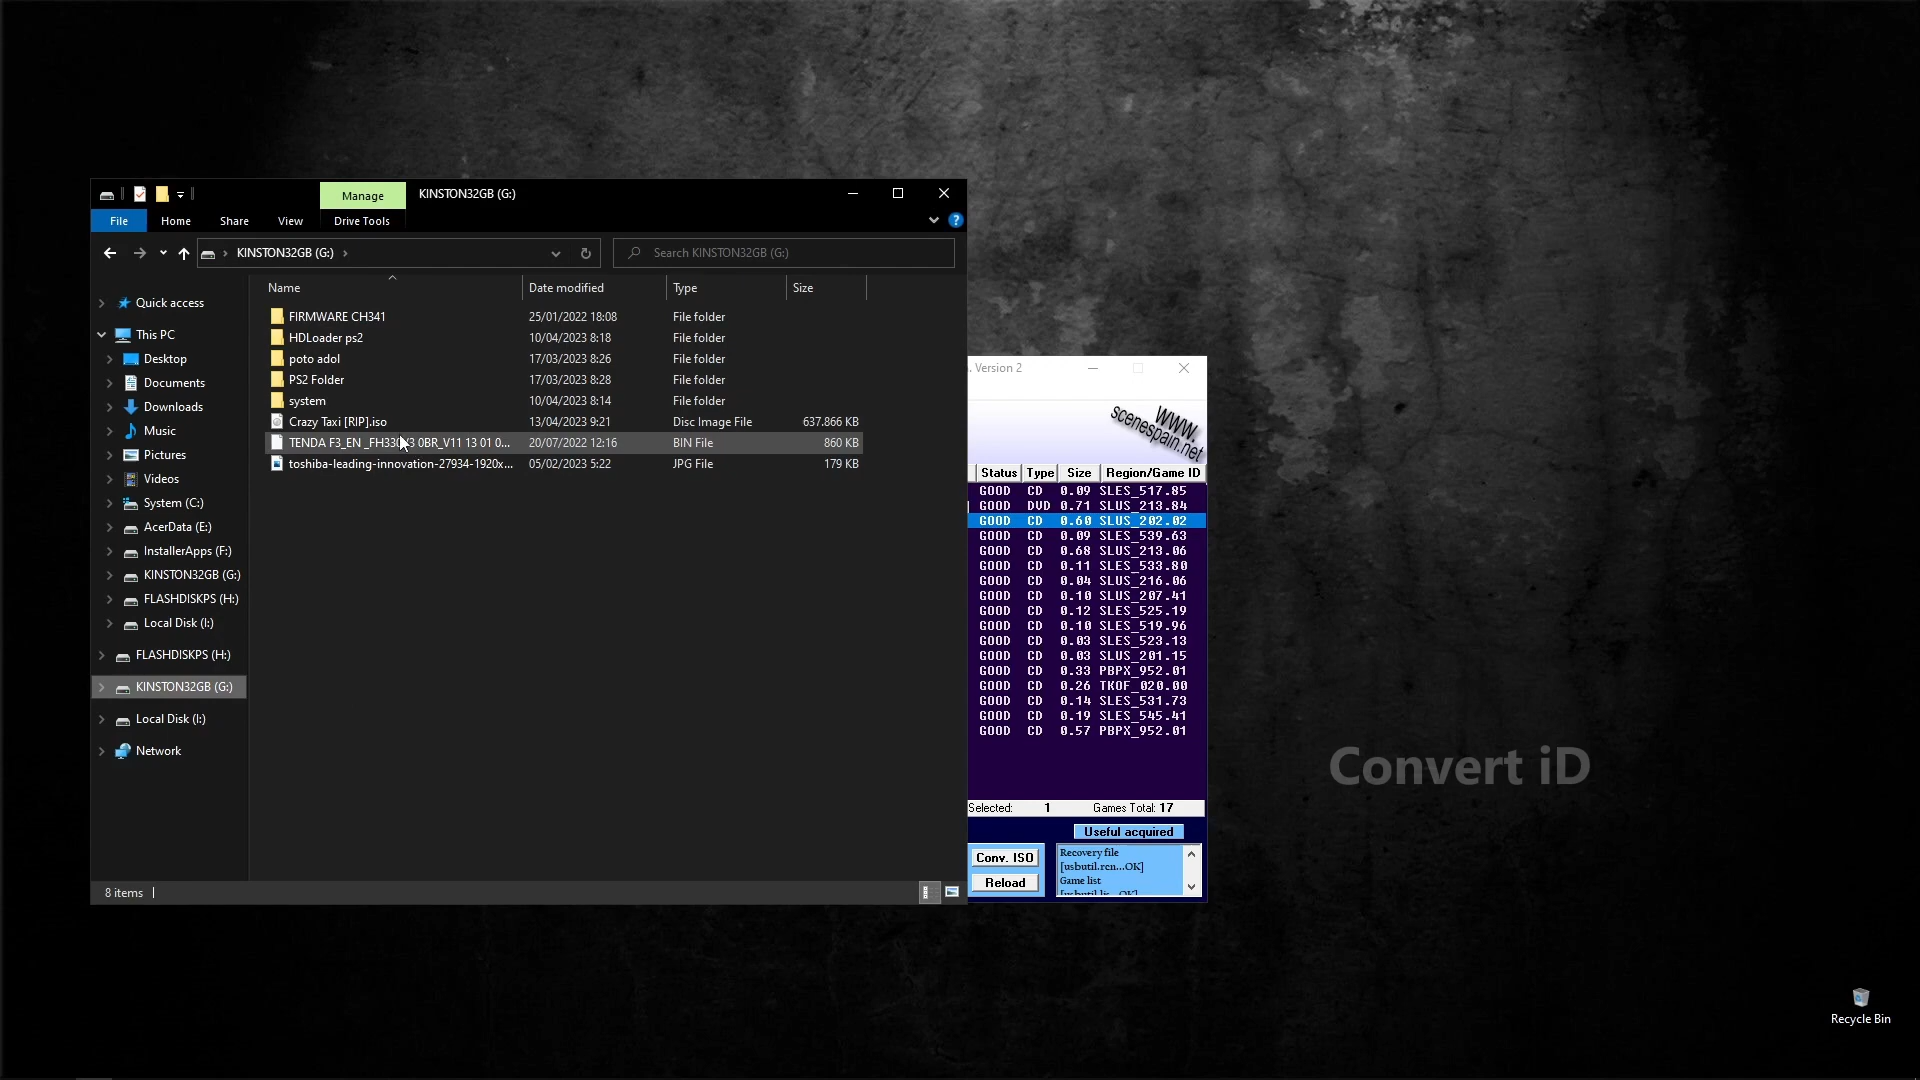 Manage
KINSTON32GB (G:)
File
Home
Share
View
Drive Tools
KINSTON32GB (G:)
Search KINSTON32GB (G:)
Name
Date modified
Type
Size
FIRMWARE CH341
25/01/2022 18:08
File folder
HDLoader ps2
10/04/2023 8:18
File folder
poto adol
17/03/2023 8:26
File folder
PS2 Folder
17/03/2023 8:28
File folder
system
10/04/2023 8:14
File folder
Crazy Taxi [RIP].iso
13/04/2023 9:21
Disc Image File
637.866 KB
TENDA F3_EN 0BR_V11 13 01 0...
20/07/2022 12:16
BIN File
860 KB
toshiba-leading-innovation-27934-1920x...
05/02/2023 5:22
JPG File
179 KB
Quick access
This PC
Desktop
Documents
Downloads
Music
Pictures
Videos
System (C:)
AcerData (E:)
InstallerApps (F:)
KINSTON32GB (G:)
FLASHDISKPS (H:)
Local Disk (I:)
FLASHDISKPS (H:)
KINSTON32GB (G:)
Local Disk (I:)
Network
8 items
. Version 2
WWW.
scenespain.net
Status Type Size Region/Game ID
GOOD CD 0.09 SLES_517.85
GOOD DVD 0.71 SLUS_213.84
GOOD CD 0.60 SLUS_202.02
GOOD CD 0.09 SLES_539.63
GOOD CD 0.68 SLUS_213.06
GOOD CD 0.11 SLES_533.80
GOOD CD 0.04 SLUS_216.06
GOOD CD 0.10 SLUS_207.41
GOOD CD 0.12 SLES_525.19
GOOD CD 0.10 SLES_519.96
GOOD CD 0.03 SLES_523.13
GOOD CD 0.03 SLUS_201.15
GOOD CD 0.33 PBPX_952.01
GOOD CD 0.26 TKOF_020.00
GOOD CD 0.14 SLES_531.73
GOOD CD 0.19 SLES_545.41
GOOD CD 0.57 PBPX_952.01
Selected: 1 Games Total: 17
Useful acquired
Conv. ISO
Reload
Recovery file
[usbutil.rcn...OK]
Game list
Convert iD
Recycle Bin